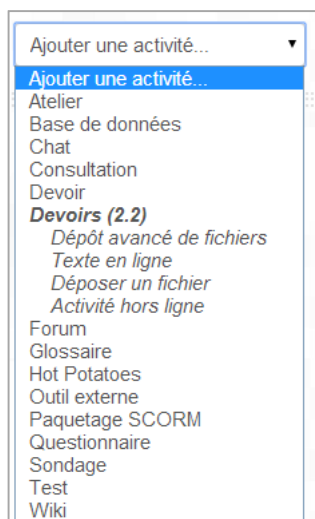 Ajouter une activité...
Ajouter une activité...
Atelier
Base de données
Chat
Consultation
Devoir
Devoirs (2.2)
Dépôt avancé de fichiers
Texte en ligne
Déposer un fichier
Activité hors ligne
Forum
Glossaire
Hot Potatoes
Outil externe
Paquetage SCORM
Questionnaire
Sondage
Test
Wiki